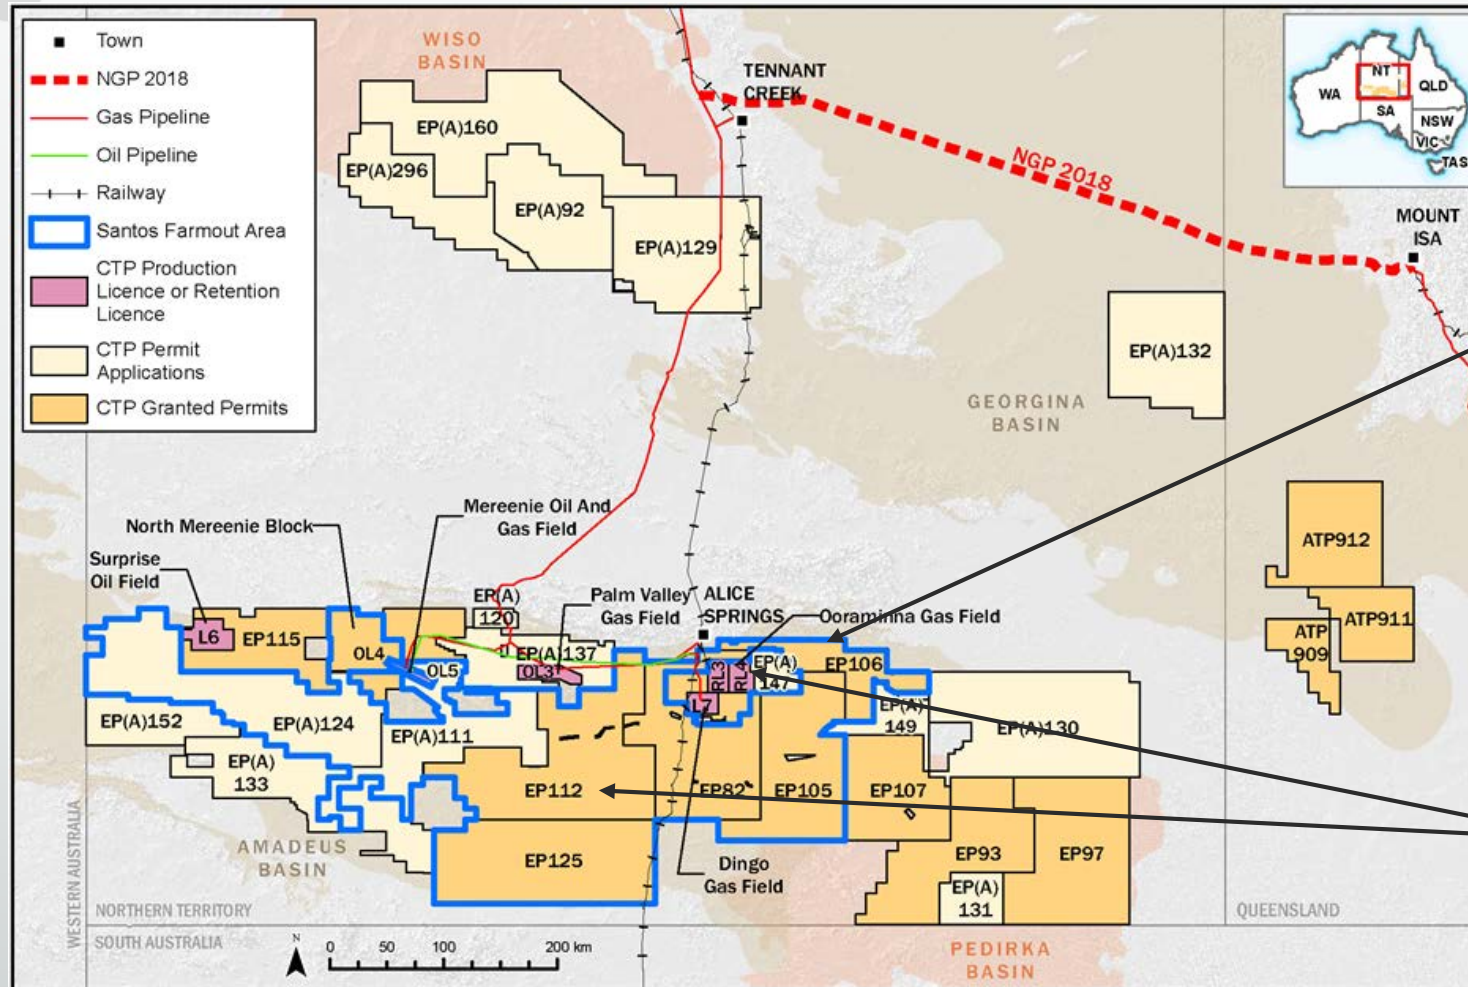 Town
NGP 2018
Gas Pipeline
Oil Pipeline
Railway
Santos Farmout Area
CTP Production
Licence or Retention
Licence
CTP Permit
Applications
CTP Granted Permits
WISO
BASIN
TENNANT
CREEK
EP(A)160
EP(A)296
EP(A)92
EP(A)129
NGP 2018
WA
NT
QLD
SA
NSW
VIC
TAS
MOUNT
ISA
EP(A)132
GEORGINA
BASIN
ATP912
ATP911
ATP
909
North Mereenie Block
Mereenie Oil And
Gas Field
Surprise
Oil Field
EP(A)
120
Palm Valley
Gas Field
ALICE
SPRINGS
Ooraminna Gas Field
L6
EP115
OL4
OL5
EP(A)137
OL3
RL3
RL4
EP(A)
147
EP106
L7
EP(A)
149
EP(A)130
EP(A)152
EP(A)124
EP(A)111
EP(A)
133
EP112
EP82
EP105
EP107
EP125
EP93
EP97
EP(A)
131
Dingo
Gas Field
AMADEUS
BASIN
PEDIRKA
BASIN
WESTERN AUSTRALIA
NORTHERN TERRITORY
SOUTH AUSTRALIA
QUEENSLAND
N
0 50 100 200 km